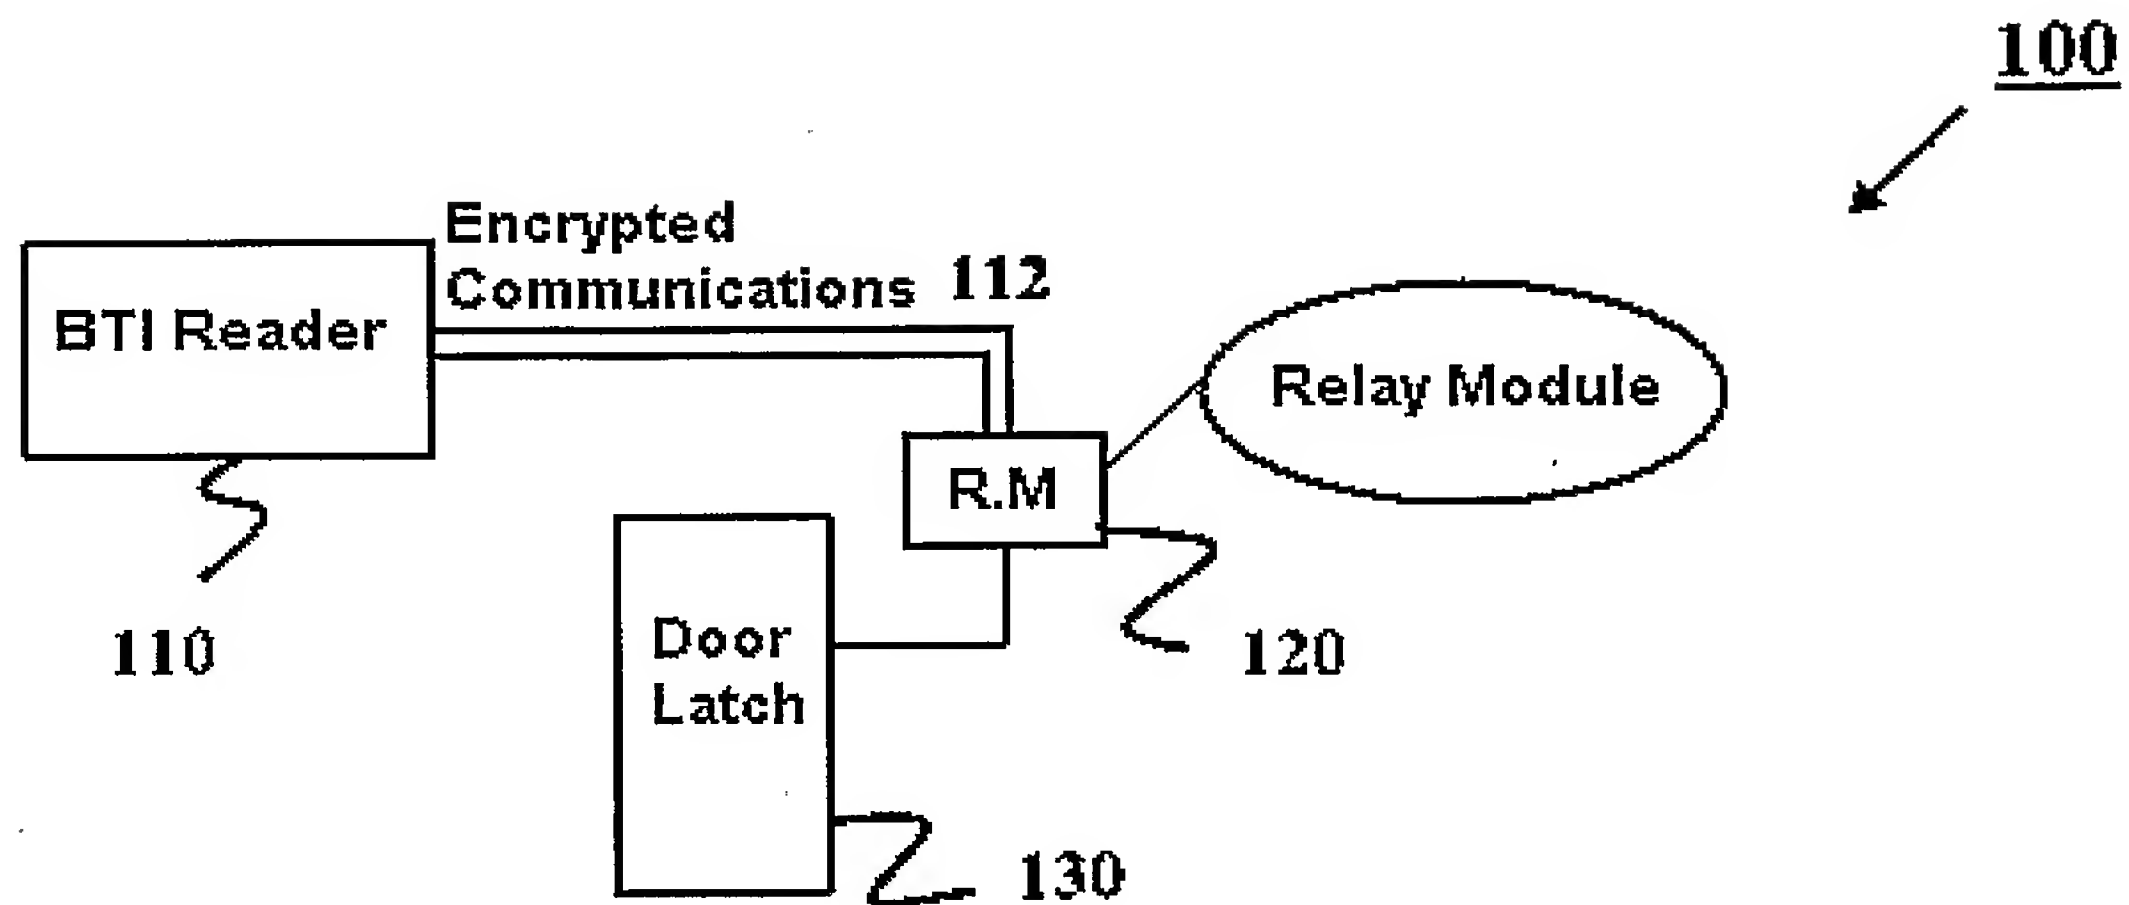 100
Encrypted
Communications 112
BTI Reader
Relay Module
R.M
110
Door
Latch
120
130